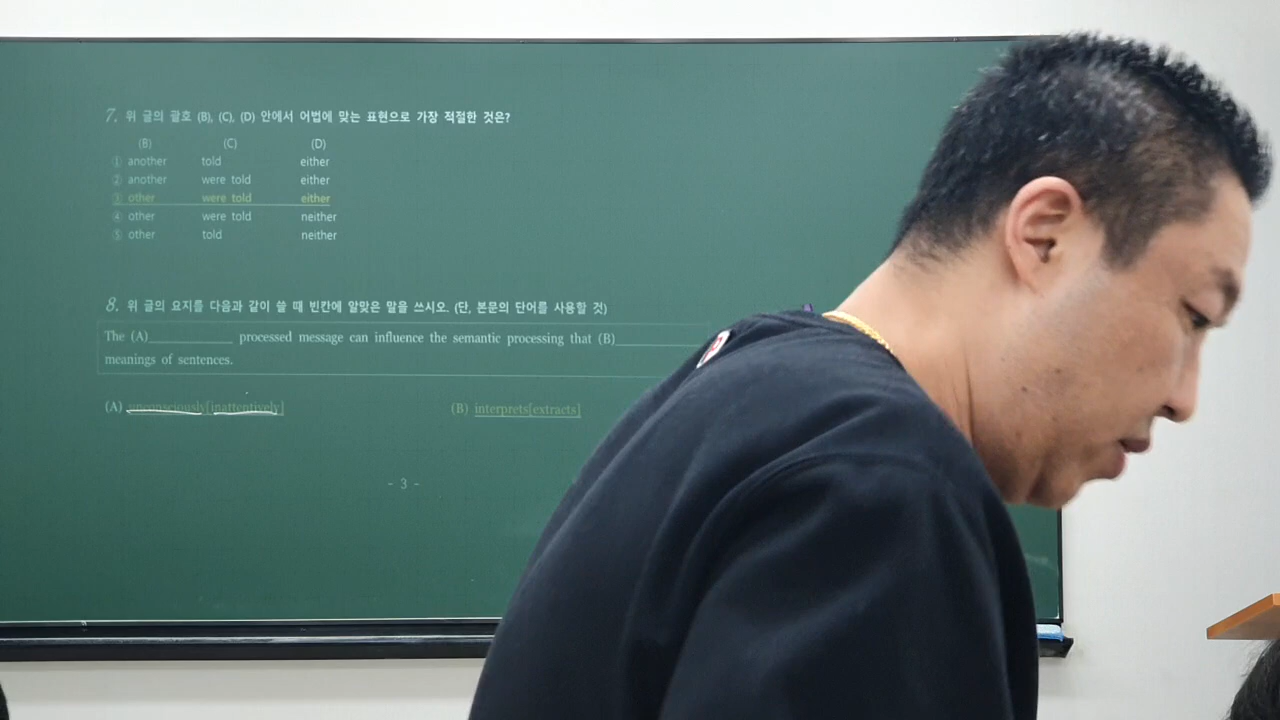 7. 위 글의 괄호 (B), (C), (D) 안에서 어법에 맞는 표현으로 가장 적절한 것은?
(B) (C) (D)
① another told either
② another were told either
③ other were told either
④ other were told neither
⑤ other told neither
8. 위 글의 요지를 다음과 같이 쓸 때 빈칸에 알맞은 말을 쓰시오. (단, 본문의 단어를 사용할 것)
The (A)______________ processed message can influence the semantic processing that (B)______________
meanings of sentences.
(A) unconsciously[inattentively] (B) interprets[extracts]
- 3 -